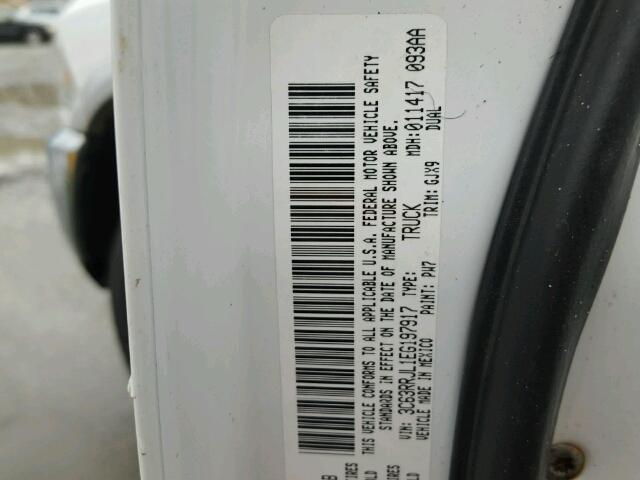 THIS VEHICLE CONFORMS TO ALL APPLICABLE U.S.A. FEDERAL MOTOR VEHICLE SAFETY
STANDARDS IN EFFECT ON THE DATE OF MANUFACTURE SHOWN ABOVE.
VIN: 3C63RRJL1EG197917 TYPE: TRUCK MDH: 011417 093AA
VEHICLE MADE IN MEXICO PAINT: PW7 TRIM: GJX9 DUAL